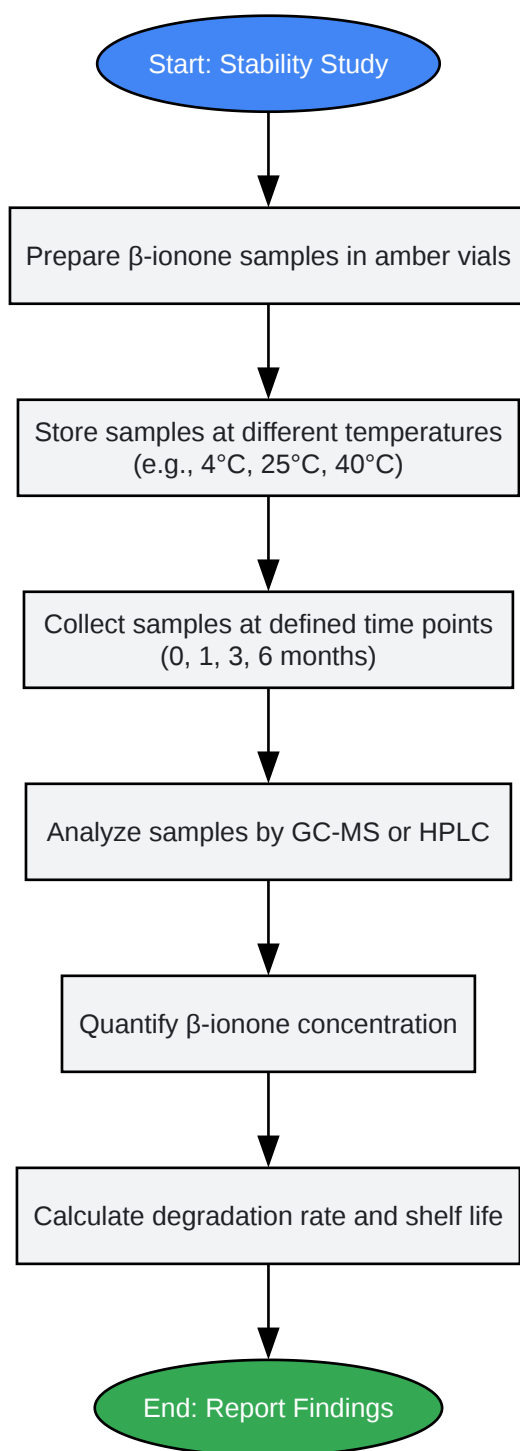 Start: Stability Study
Prepare β-ionone samples in amber vials
Store samples at different temperatures
(e.g., 4°C, 25°C, 40°C)
Collect samples at defined time points
(0, 1, 3, 6 months)
Analyze samples by GC-MS or HPLC
Quantify β-ionone concentration
Calculate degradation rate and shelf life
End: Report Findings